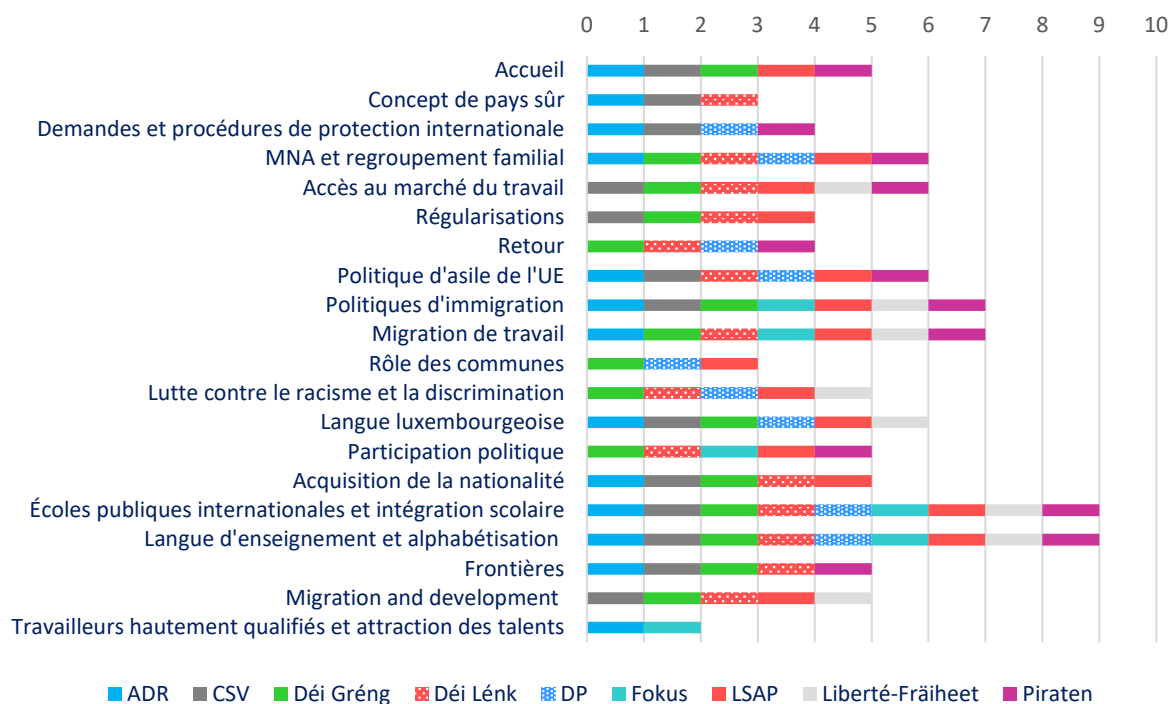 0 1 2 3 4 5 6 7 8 9 10
Accueil
Concept de pays sûr
Demandes et procédures de protection internationale
MNA et regroupement familial
Accès au marché du travail
Régularisations
Retour
Politique d'asile de l'UE
Politiques d'immigration
Migration de travail
Rôle des communes
Lutte contre le racisme et la discrimination
Langue luxembourgeoise
Participation politique
Acquisition de la nationalité
Écoles publiques internationales et intégration scolaire
Langue d'enseignement et alphabétisation
Frontières
Migration and development
Travailleurs hautement qualifiés et attraction des talents
ADR CSV Déi Gréng Déi Lénk DP Fokus LSAP Liberté-Fräiheet Piraten